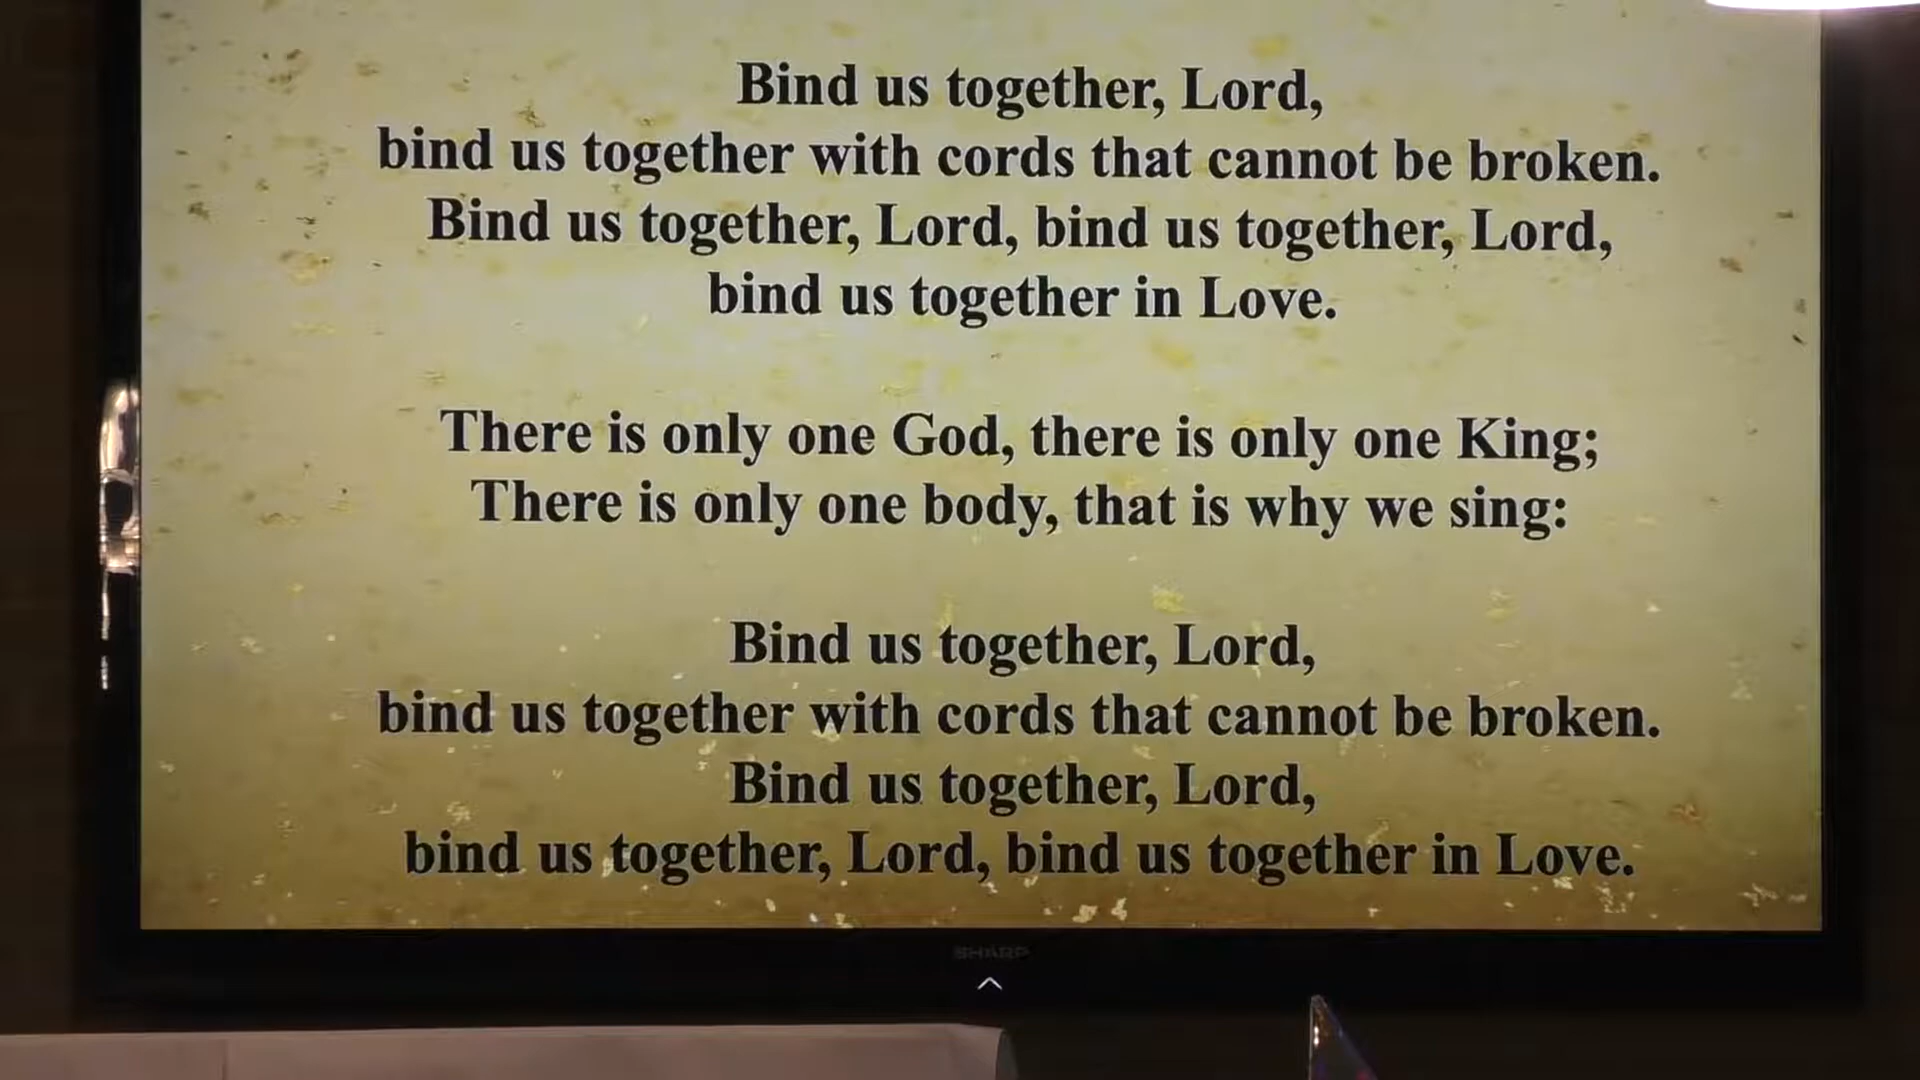 Bind us together, Lord,
bind us together with cords that cannot be broken.
Bind us together, Lord, bind us together, Lord,
bind us together in Love.
There is only one God, there is only one King;
There is only one body, that is why we sing:
Bind us together, Lord,
bind us together with cords that cannot be broken.
Bind us together, Lord,
bind us together, Lord, bind us together in Love.
SHARP